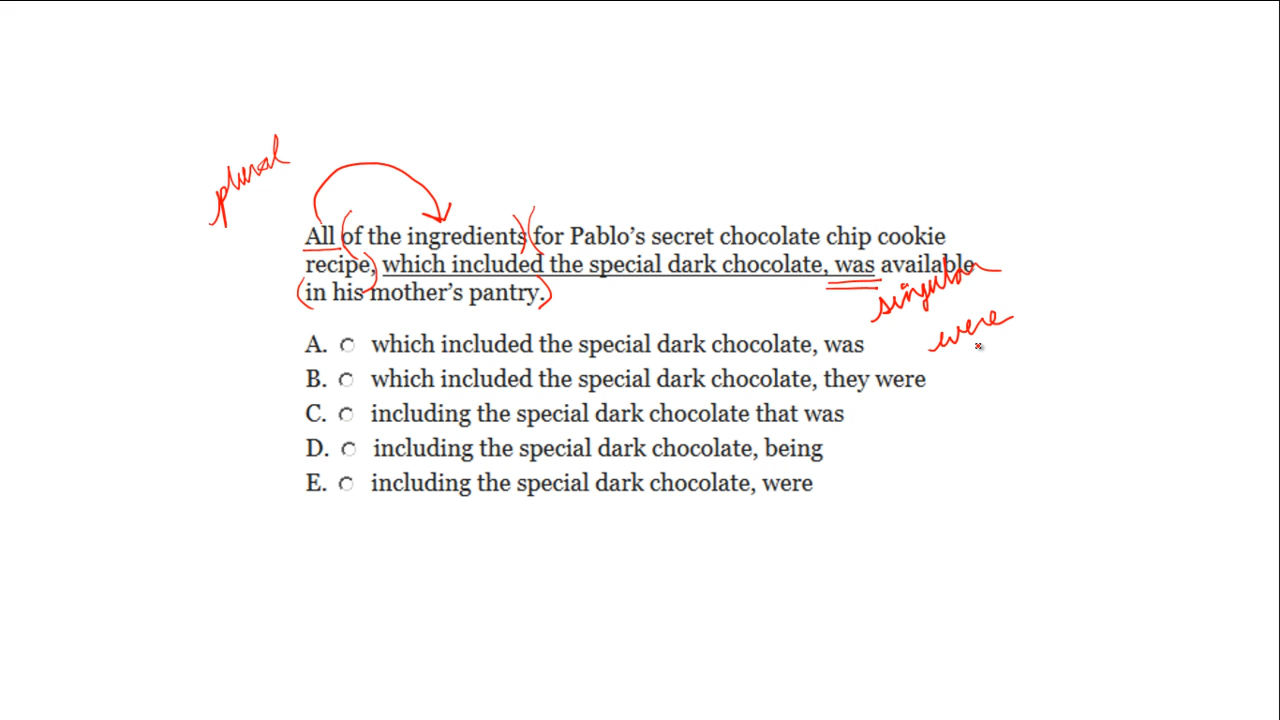 plural
All of the ingredients for Pablo’s secret chocolate chip cookie
recipe, which included the special dark chocolate, was available
in his mother’s pantry.
singular
were
A. which included the special dark chocolate, was
B. which included the special dark chocolate, they were
C. including the special dark chocolate that was
D. including the special dark chocolate, being
E. including the special dark chocolate, were